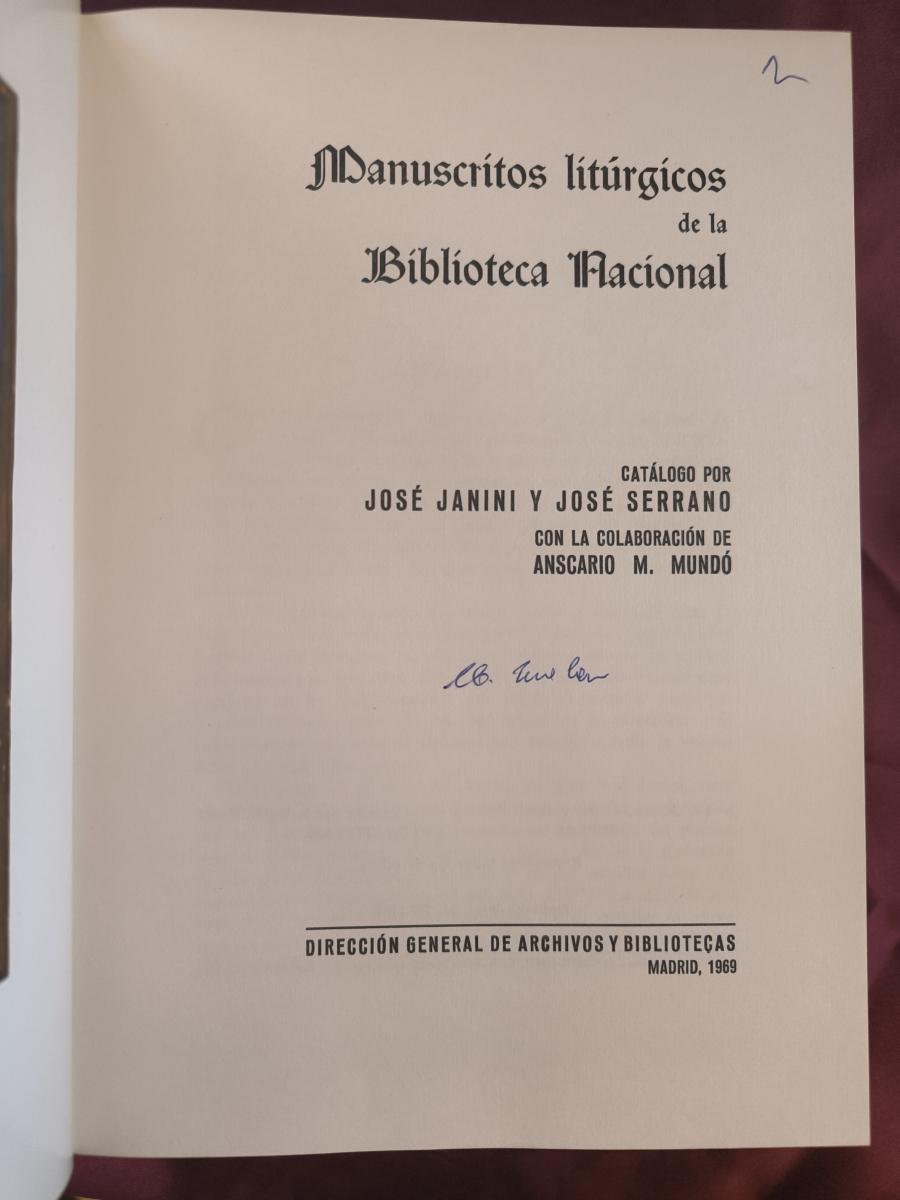 Manuscritos litúrgicos
de la
Biblioteca Nacional
CATÁLOGO POR
JOSÉ JANINI Y JOSÉ SERRANO
CON LA COLABORACIÓN DE
ANSCARIO M. MUNDÓ
DIRECCIÓN GENERAL DE ARCHIVOS Y BIBLIOTECAS
MADRID, 1969